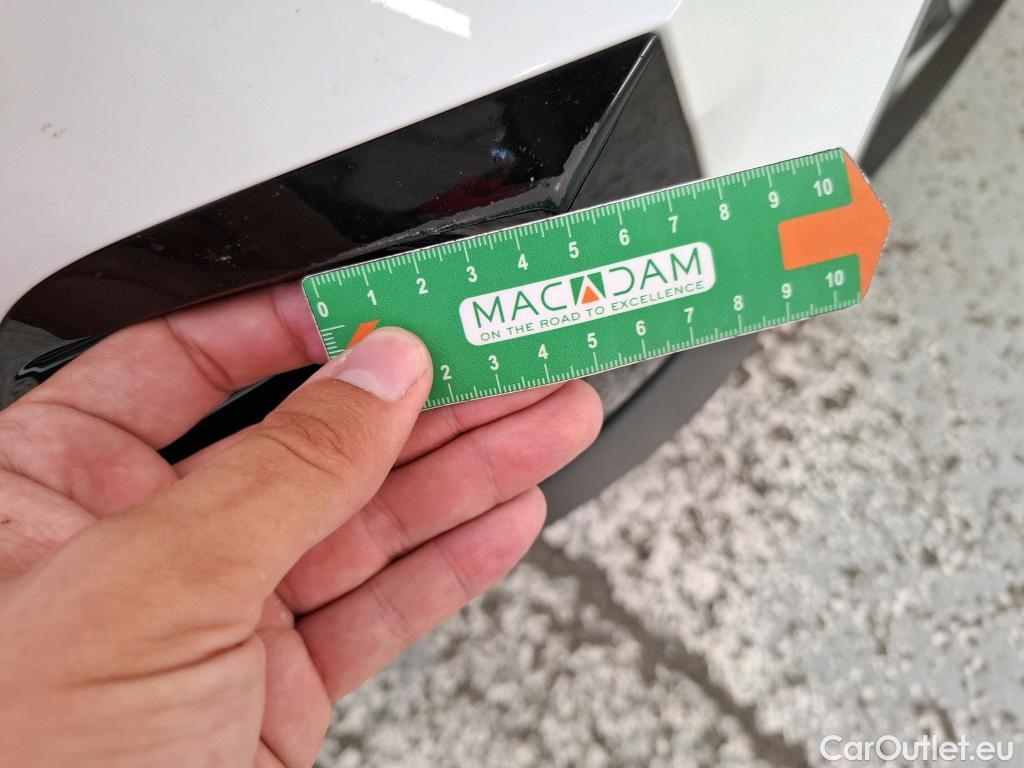 0 1 2 3 4 5 6 7 8 9 10
MACADAM
ON THE ROAD TO EXCELLENCE
2 3 4 5 6 7 8 9 10
CarOutlet.eu